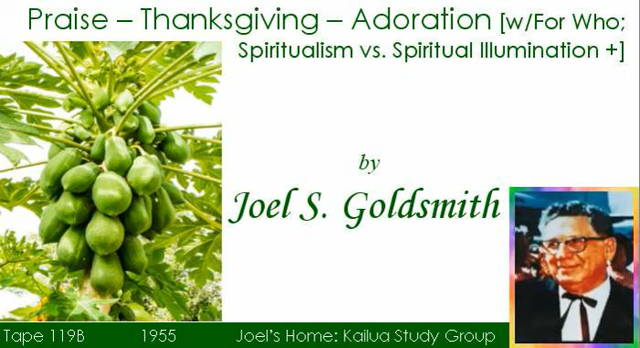 Praise – Thanksgiving – Adoration [w/For Who;
Spiritualism vs. Spiritual Illumination +]
by
Joel S. Goldsmith
Tape 119B 1955 Joel's Home: Kailua Study Group